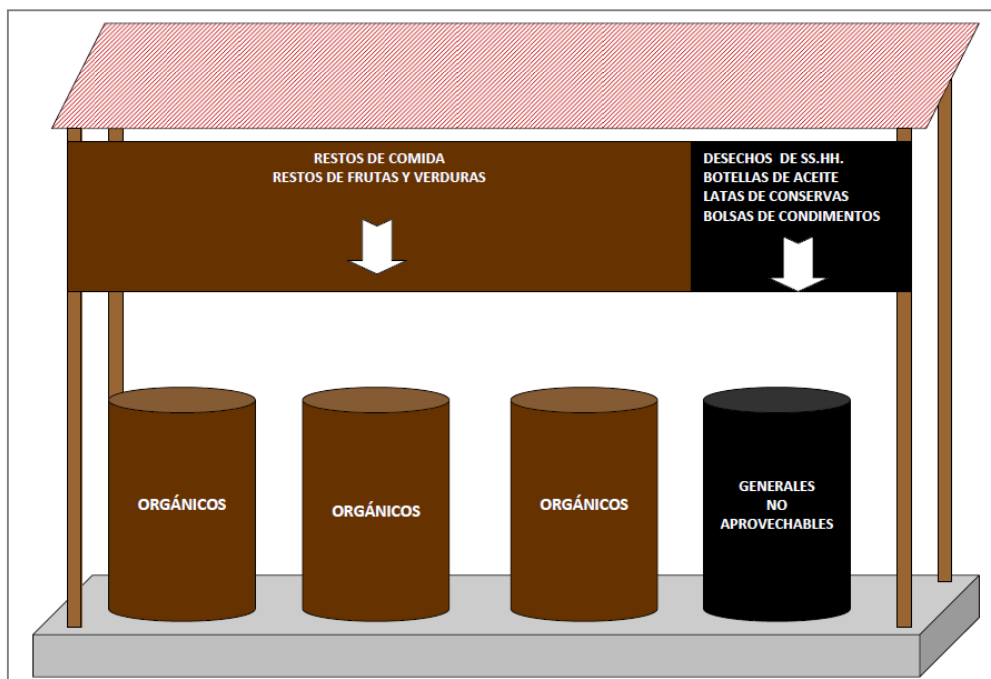 RESTOS DE COMIDA
RESTOS DE FRUTAS Y VERDURAS
DESECHOS DE SS.HH.
BOTELLAS DE ACEITE
LATAS DE CONSERVAS
BOLSAS DE CONDIMENTOS
ORGÁNICOS
ORGÁNICOS
ORGÁNICOS
GENERALES
NO
APROVECHABLES